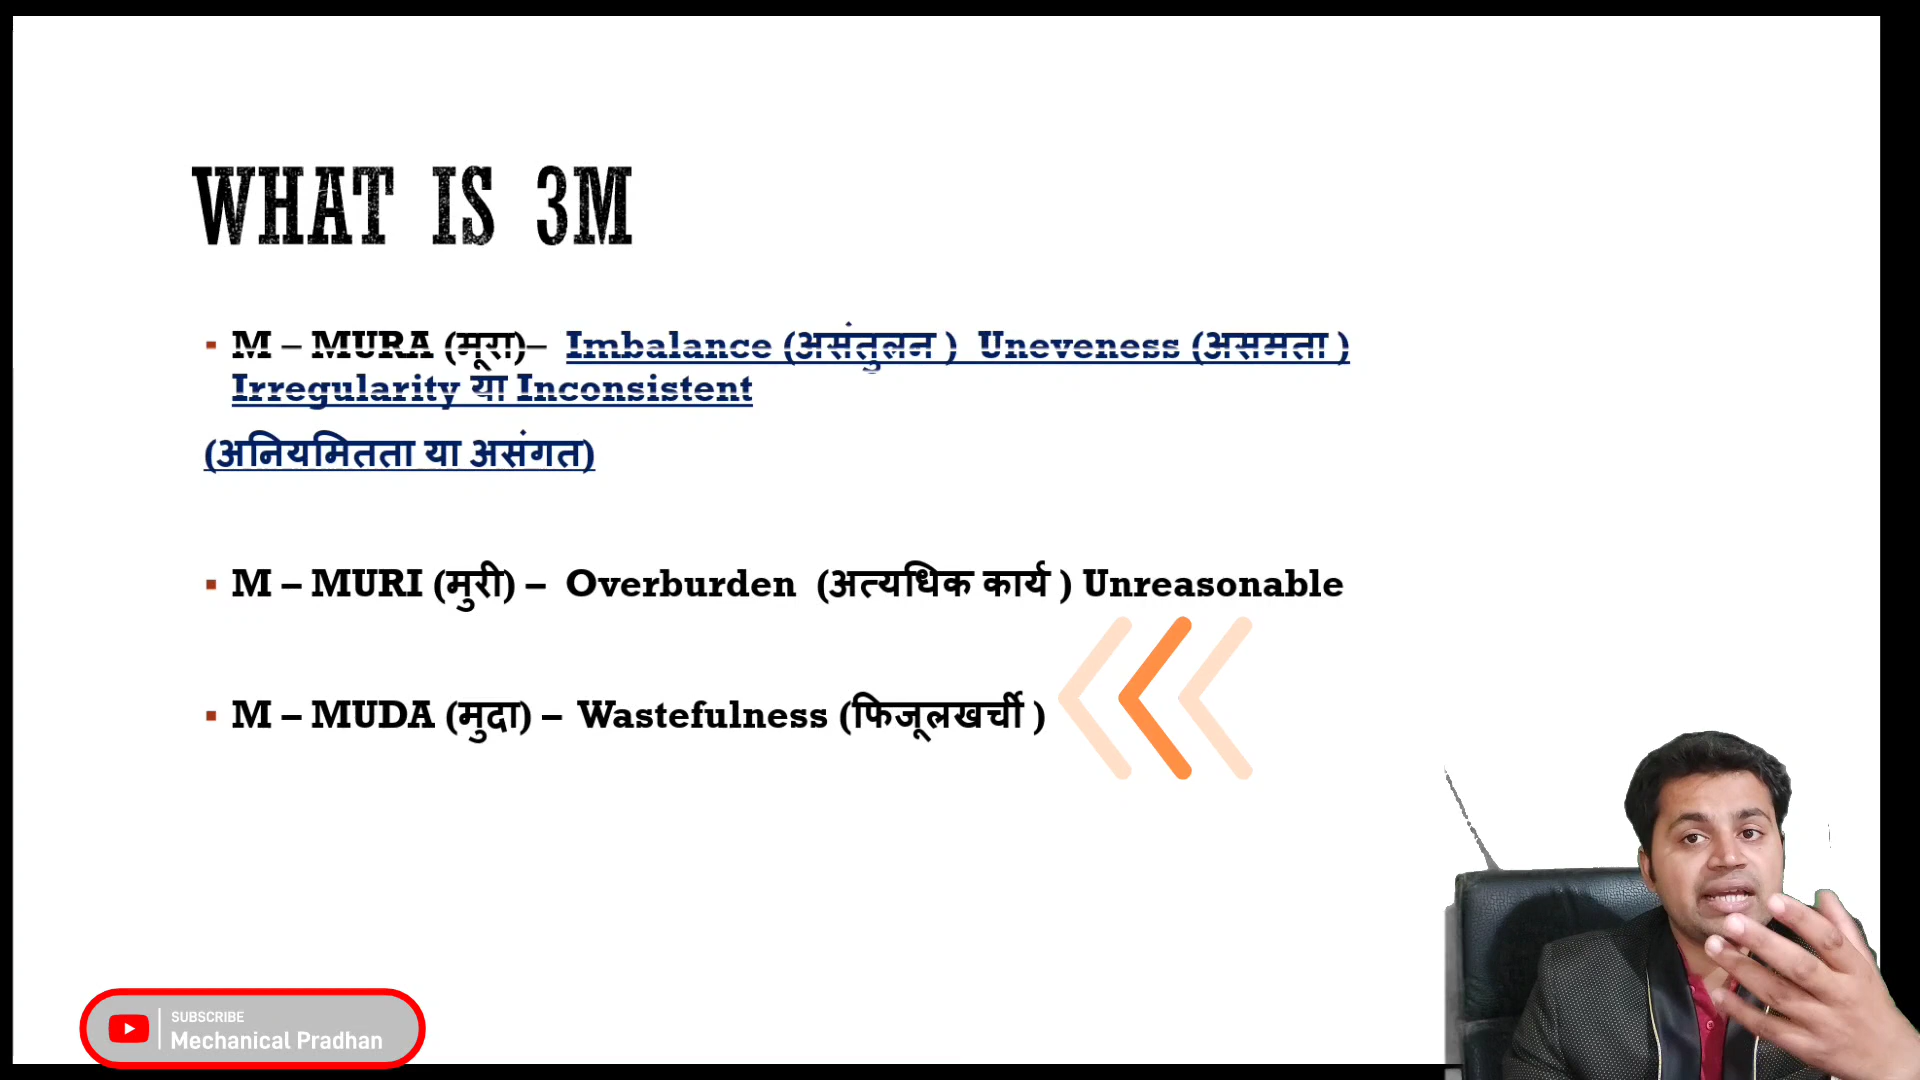 WHAT IS 3M
▪ M – MURA (मूरा)– Imbalance (असंतुलन ) Uneveness (असमता )
Irregularity या Inconsistent
(अनियमितता या असंगत)
▪ M – MURI (मुरी) – Overburden (अत्यधिक कार्य ) Unreasonable
▪ M – MUDA (मुदा) – Wastefulness (फिजूलखर्ची )
SUBSCRIBE
Mechanical Pradhan